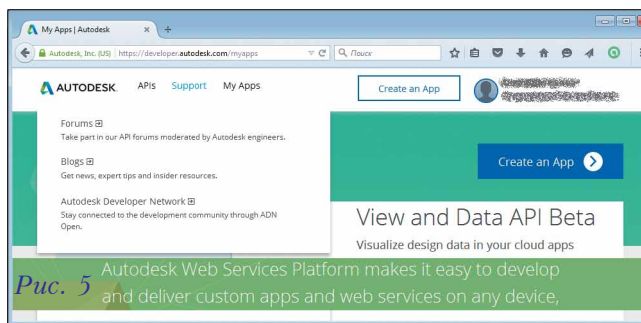 My Apps | Autodesk
Autodesk, Inc. (US) https://developer.autodesk.com/myapps Поиск
AUTODESK. APIs Support My Apps Create an App
Forums
Take part in our API forums moderated by Autodesk engineers.
Blogs
Get news, expert tips and insider resources.
Create an App
Autodesk Developer Network
Stay connected to the development community through ADN
Open.
View and Data API Beta
Visualize design data in your cloud apps
Autodesk Web Services Platform makes it easy to develop
Рис. 5 and deliver custom apps and web services on any device,